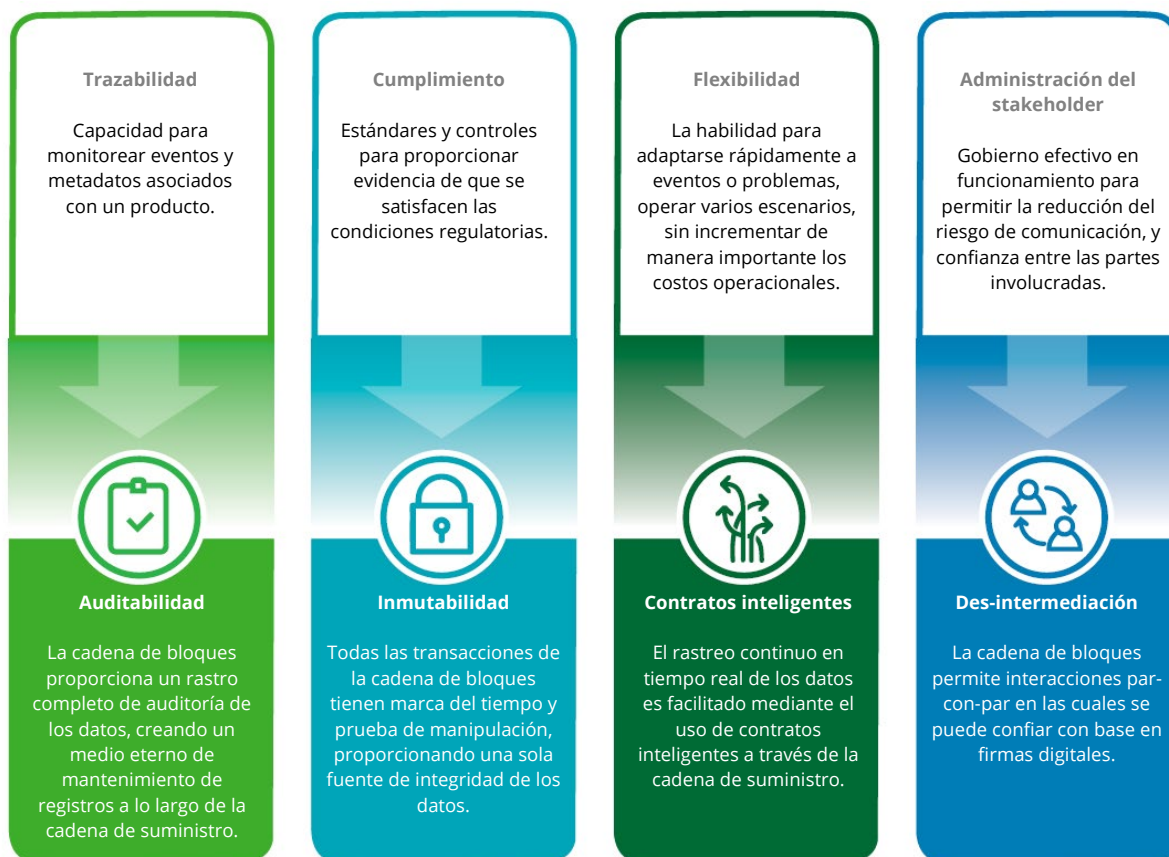 Trazabilidad
Capacidad para
monitorear eventos y
metadatos asociados
con un producto.
Cumplimiento
Estándares y controles
para proporcionar
evidencia de que se
satisfacen las
condiciones regulatorias.
Flexibilidad
La habilidad para
adaptarse rápidamente a
eventos o problemas,
operar varios escenarios,
sin incrementar de
manera importante los
costos operacionales.
Administración del
stakeholder
Gobierno efectivo en
funcionamiento para
permitir la reducción del
riesgo de comunicación, y
confianza entre las partes
involucradas.
Auditabilidad
La cadena de bloques
proporciona un rastro
completo de auditoría de
los datos, creando un
medio eterno de
mantenimiento de
registros a lo largo de la
cadena de suministro.
Inmutabilidad
Todas las transacciones de
la cadena de bloques
tienen marca del tiempo y
prueba de manipulación,
proporcionando una sola
fuente de integridad de los
datos.
Contratos inteligentes
El rastreo continuo en
tiempo real de los datos
es facilitado mediante el
uso de contratos
inteligentes a través de la
cadena de suministro.
Des-intermediación
La cadena de bloques
permite interacciones par-
con-par en las cuales se
puede confiar con base en
firmas digitales.